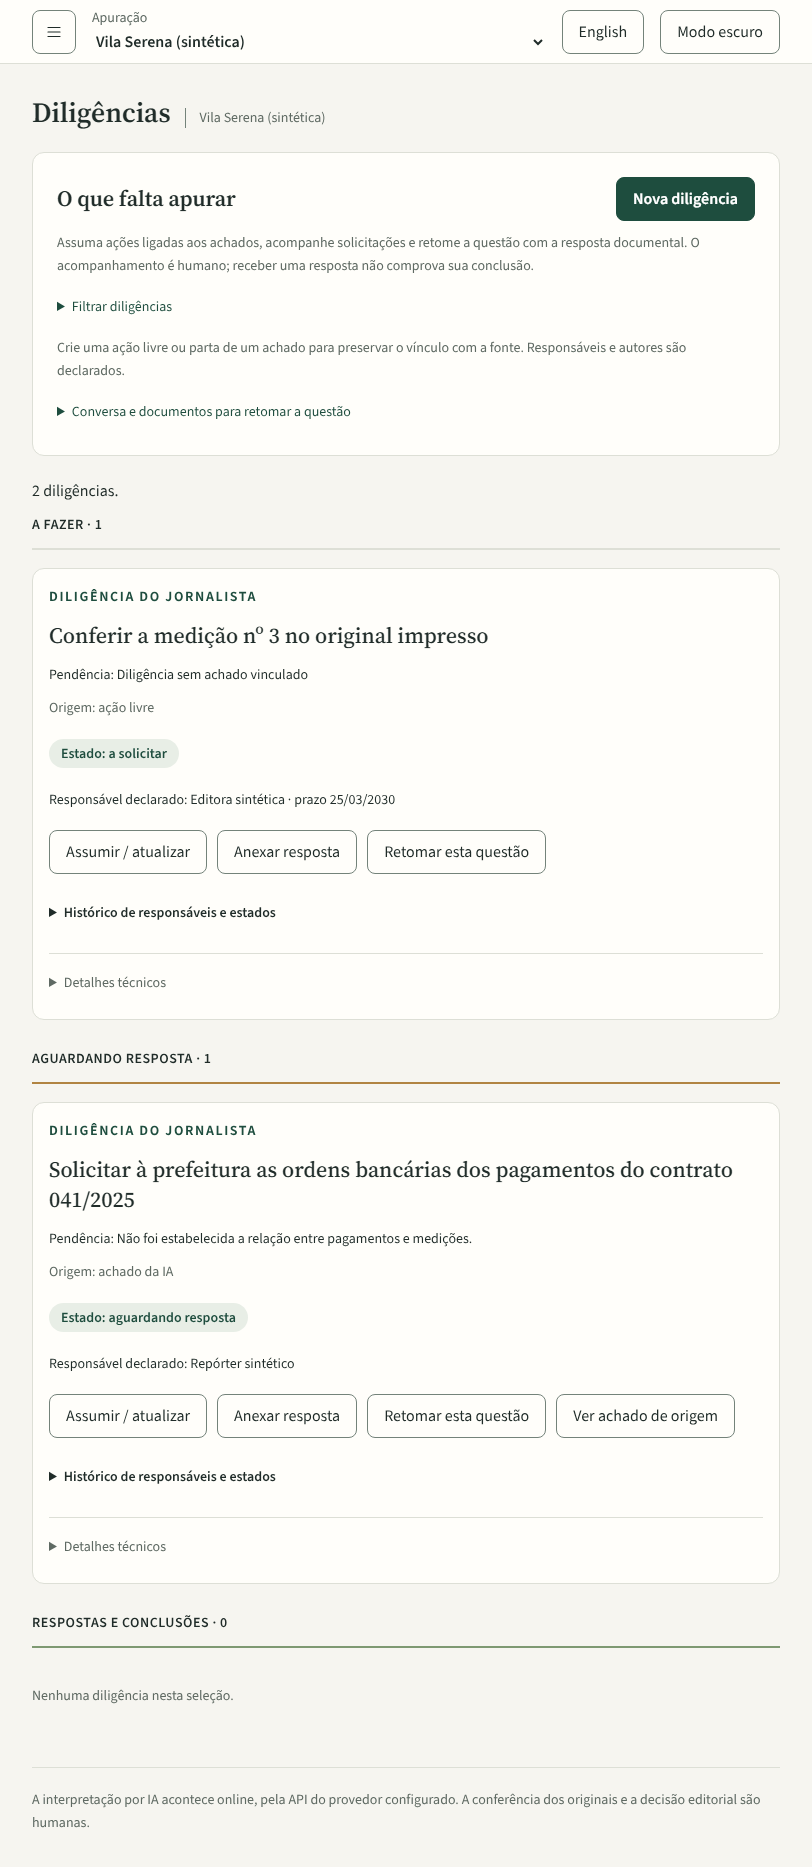 Apuração
Vila Serena (sintética)
English
Modo escuro
Diligências
Vila Serena (sintética)
O que falta apurar
Nova diligência
Assuma ações ligadas aos achados, acompanhe solicitações e retome a questão com a resposta documental. O
acompanhamento é humano; receber uma resposta não comprova sua conclusão.
Filtrar diligências
Crie uma ação livre ou parta de um achado para preservar o vínculo com a fonte. Responsáveis e autores são
declarados.
Conversa e documentos para retomar a questão
2 diligências.
A FAZER · 1
DILIGÊNCIA DO JORNALISTA
Conferir a medição nº 3 no original impresso
Pendência: Diligência sem achado vinculado
Origem: ação livre
Estado: a solicitar
Responsável declarado: Editora sintética · prazo 25/03/2030
Assumir / atualizar
Anexar resposta
Retomar esta questão
Histórico de responsáveis e estados
Detalhes técnicos
AGUARDANDO RESPOSTA · 1
DILIGÊNCIA DO JORNALISTA
Solicitar à prefeitura as ordens bancárias dos pagamentos do contrato
041/2025
Pendência: Não foi estabelecida a relação entre pagamentos e medições.
Origem: achado da IA
Estado: aguardando resposta
Responsável declarado: Repórter sintético
Assumir / atualizar
Anexar resposta
Retomar esta questão
Ver achado de origem
Histórico de responsáveis e estados
Detalhes técnicos
RESPOSTAS E CONCLUSÕES · 0
Nenhuma diligência nesta seleção.
A interpretação por IA acontece online, pela API do provedor configurado. A conferência dos originais e a decisão editorial são
humanas.